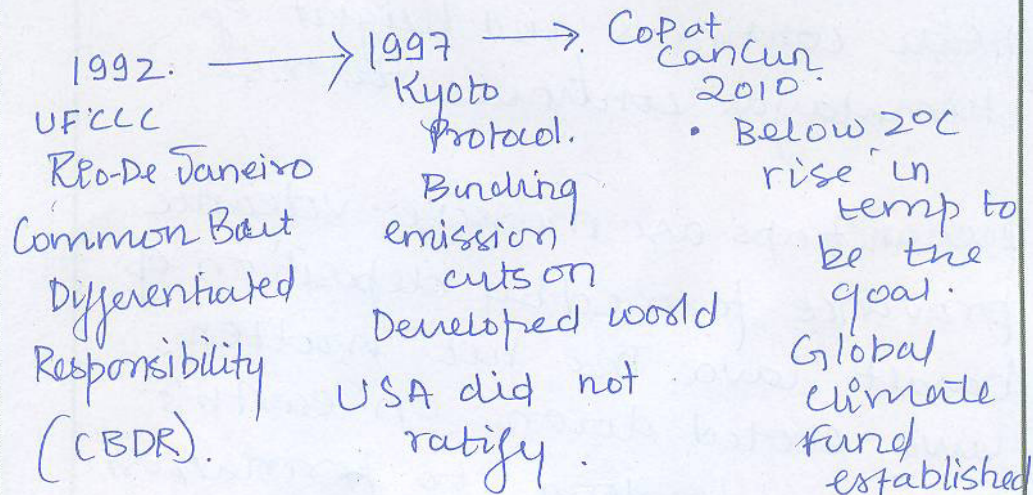 1992.
UFCCC
Rio-De Janeiro
Common But
Differentiated
Responsibility
(CBDR).
1997
Kyoto
Protocol.
Binding
emission
cuts on
Developed world
USA did not
ratify.
CoP at
CanCun
2010
• Below 2°C
rise in
temp to
be the
goal.
Global
climate
Fund
established